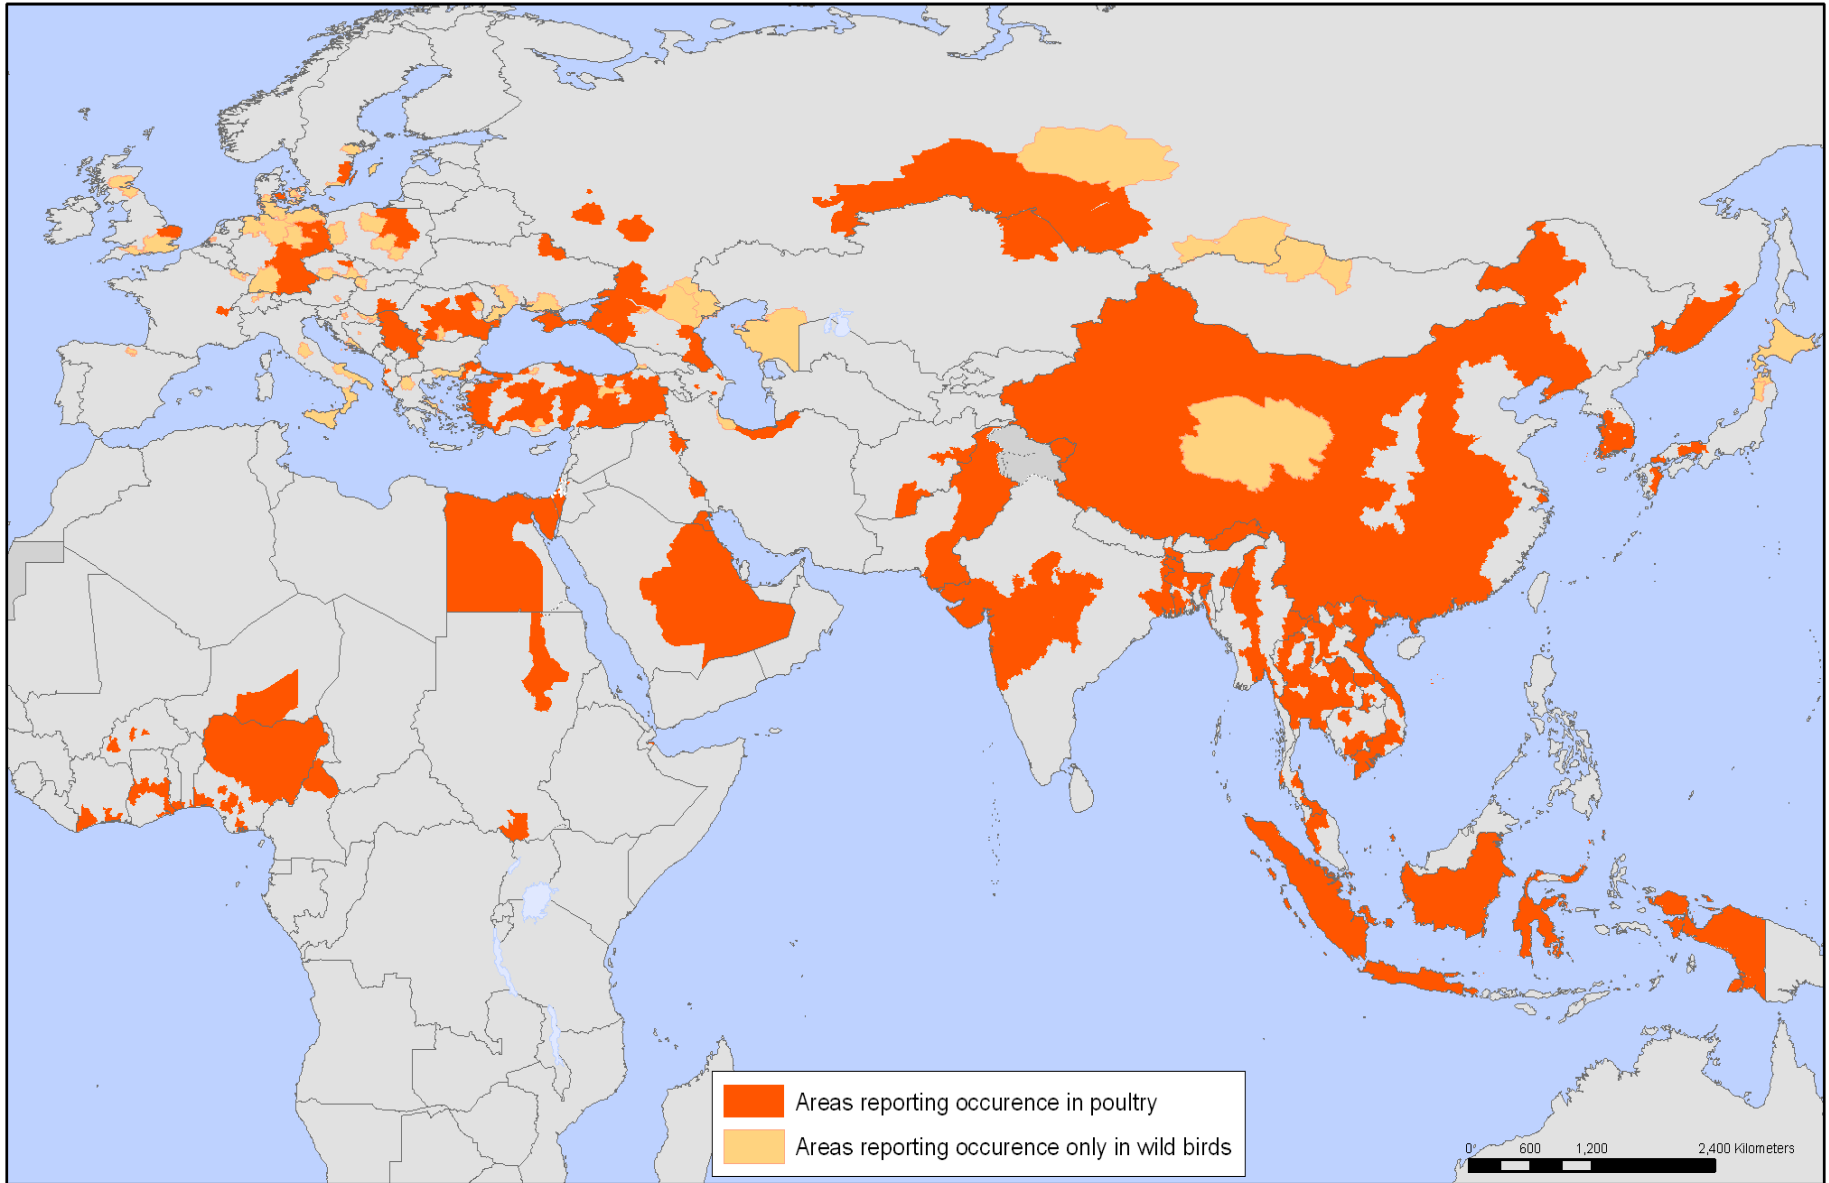 Areas reporting occurence in poultry
Areas reporting occurence only in wild birds
0 600 1,200 2,400 Kilometers